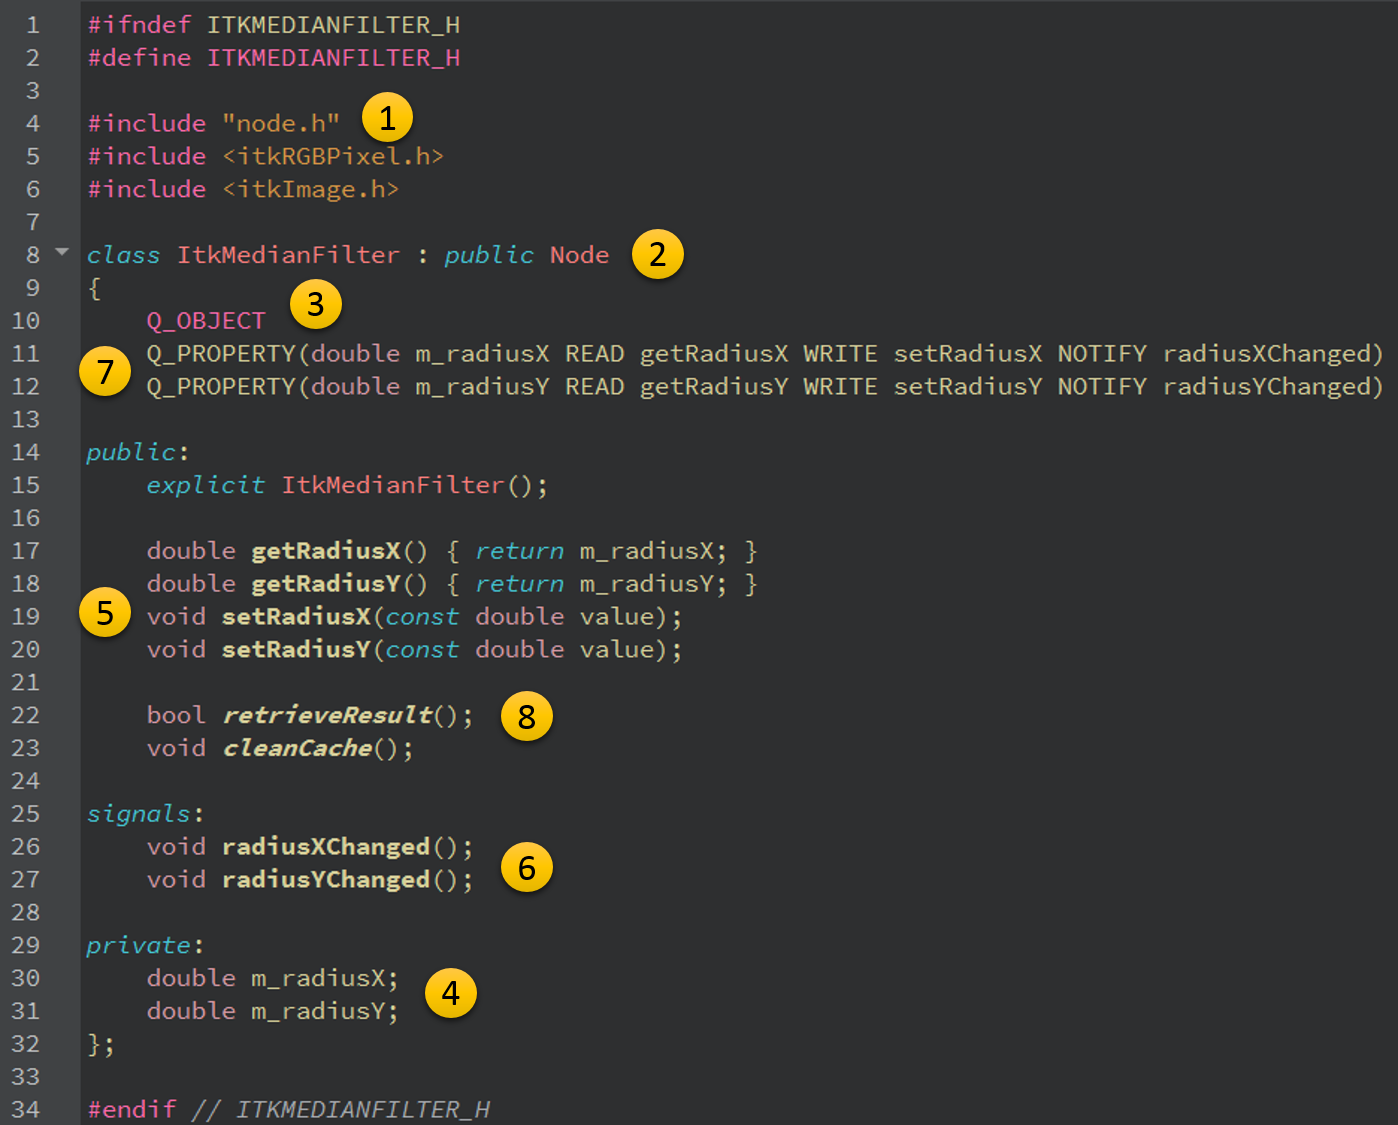 1 #ifndef ITKMEDIANFILTER_H
2 #define ITKMEDIANFILTER_H
3
4 #include "node.h" 1
5 #include <itkRGBPixel.h>
6 #include <itkImage.h>
7
8 class ItkMedianFilter : public Node 2
9 {
3
10 Q_OBJECT
11 Q_PROPERTY(double m_radiusX READ getRadiusX WRITE setRadiusX NOTIFY radiusXChanged)
7
12 Q_PROPERTY(double m_radiusY READ getRadiusY WRITE setRadiusY NOTIFY radiusYChanged)
13
14 public:
15 explicit ItkMedianFilter();
16
17 double getRadiusX() { return m_radiusX; }
18 double getRadiusY() { return m_radiusY; }
19 5 void setRadiusX(const double value);
20 void setRadiusY(const double value);
21
22 bool retrieveResult(); 8
23 void cleanCache();
24
25 signals:
26 void radiusXChanged();
6
27 void radiusYChanged();
28
29 private:
30 double m_radiusX;
4
31 double m_radiusY;
32 };
33
34 #endif // ITKMEDIANFILTER_H